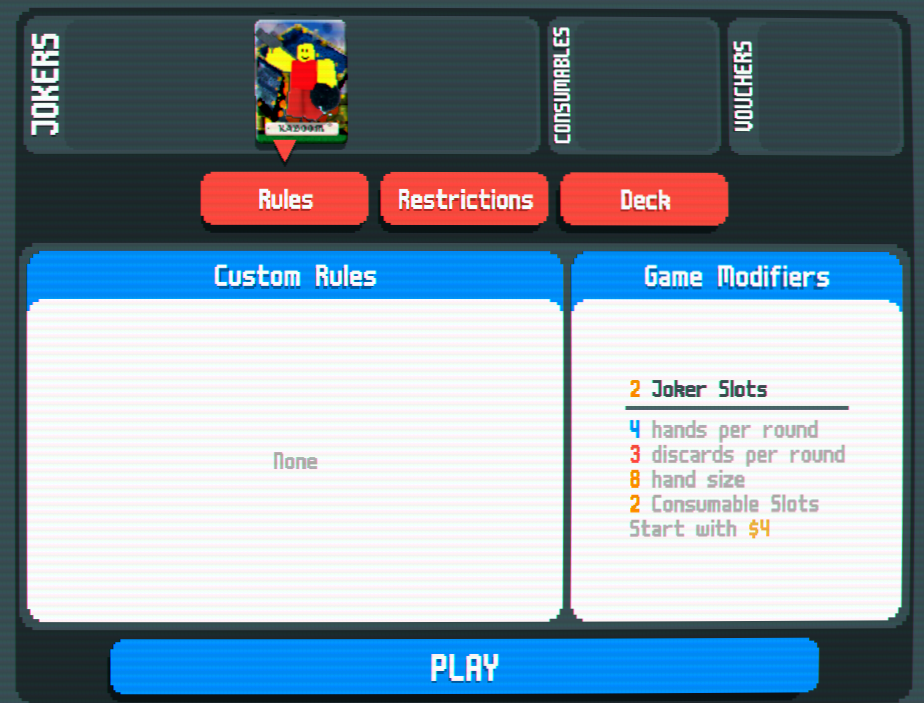 JOKERS
KABOOM
CONSUMABLES
VOUCHERS
Rules
Restrictions
Deck
Custom Rules
None
Game Modifiers
2 Joker Slots
4 hands per round
3 discards per round
8 hand size
2 Consumable Slots
Start with $4
PLAY